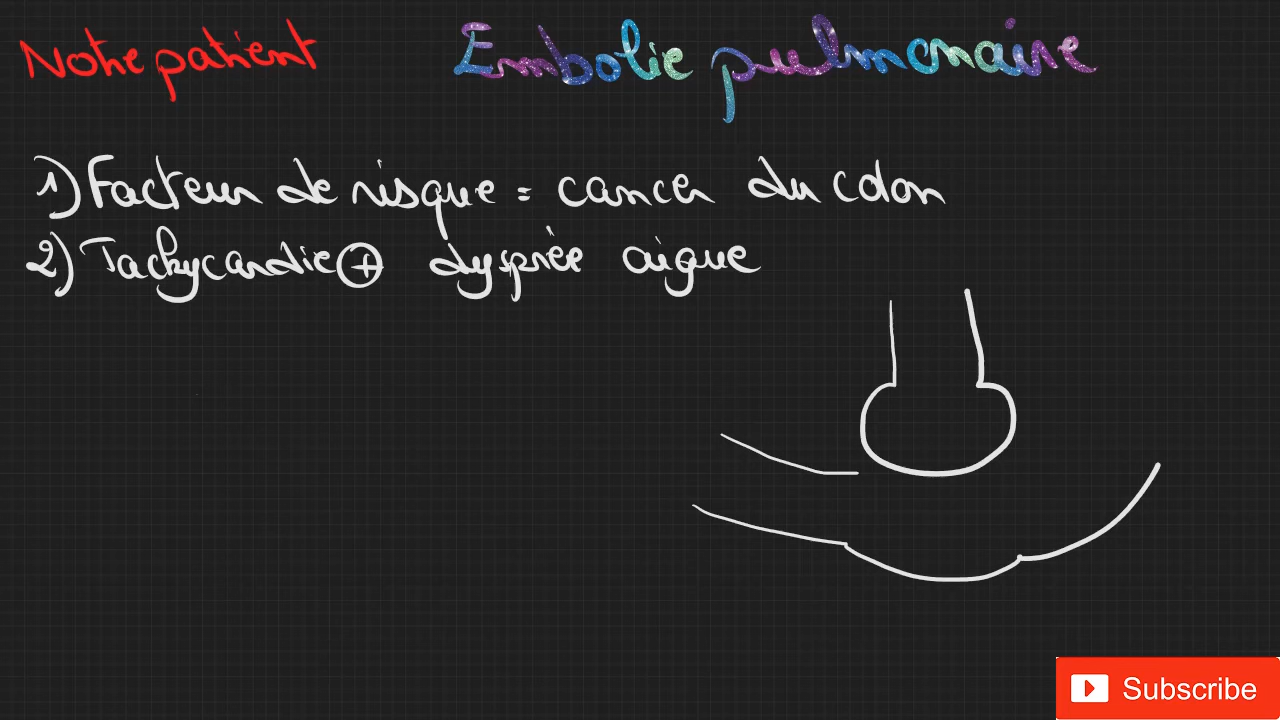 Notre patient
Embolie pulmonaire
1) Facteur de risque = cancer du colon
2) Tachycardie + dyspnée aigue
Subscribe